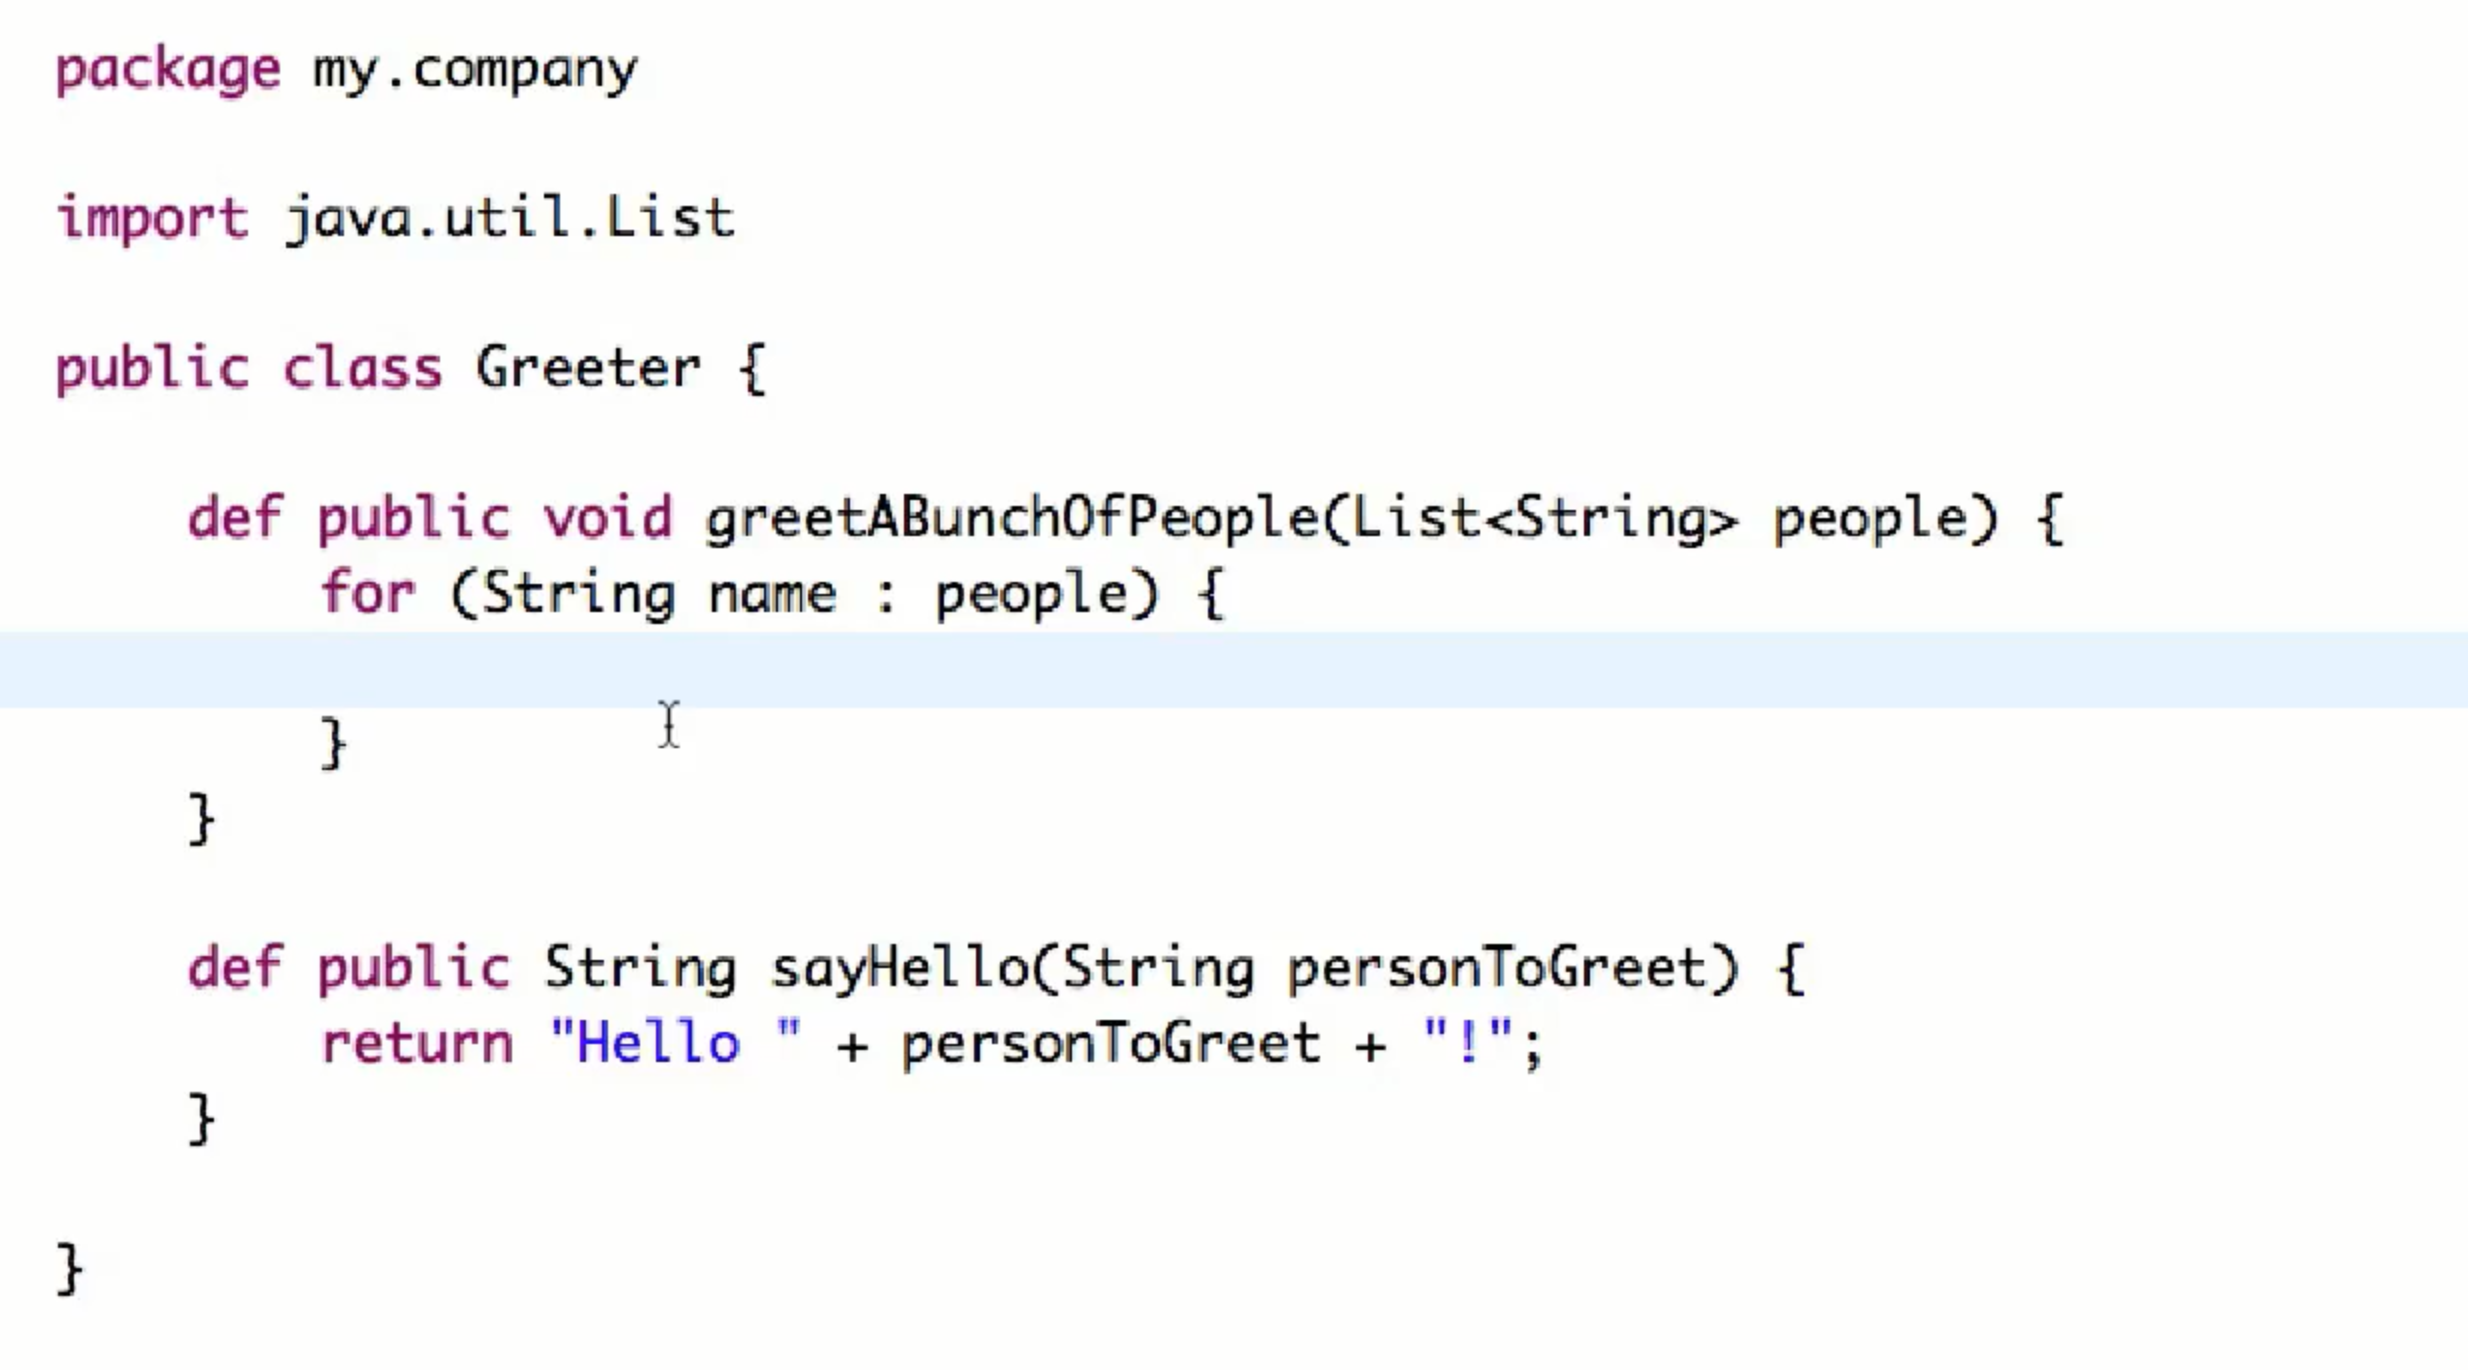 package my.company
import java.util.List
public class Greeter {
def public void greetABunchOfPeople(List<String> people) {
for (String name : people) {
}
}
def public String sayHello(String personToGreet) {
return "Hello " + personToGreet + "!";
}
}